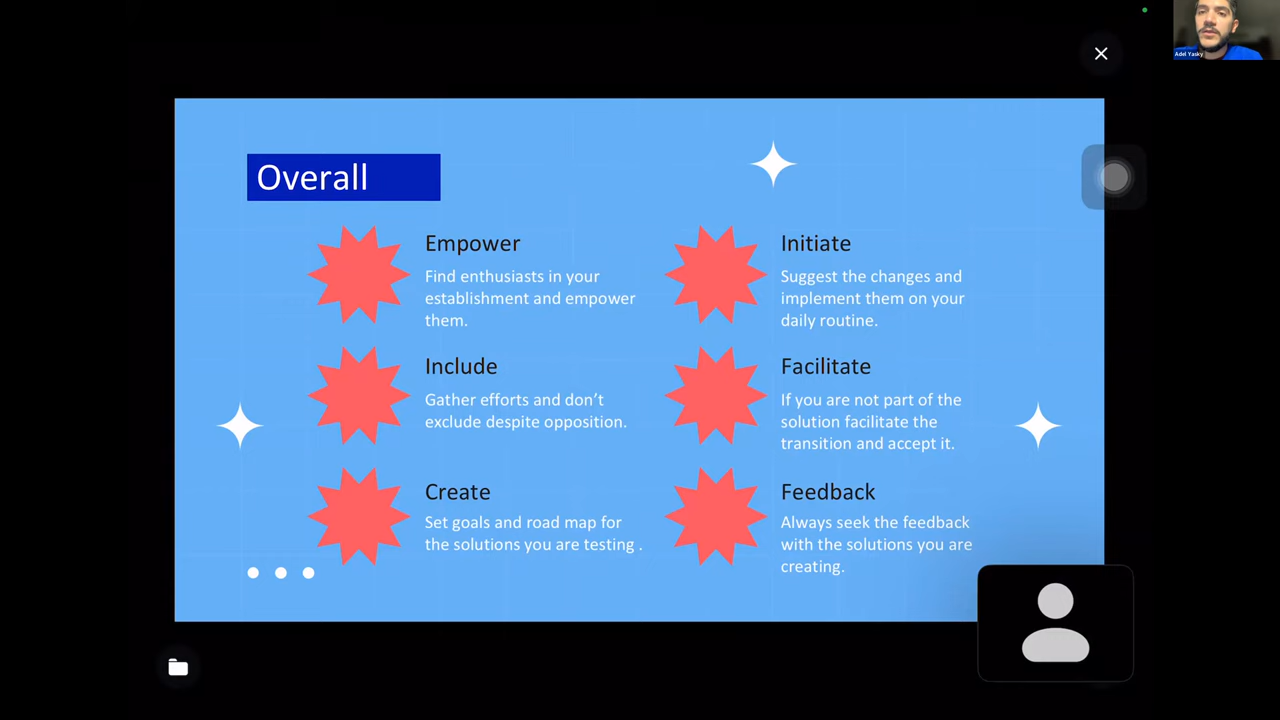 Adel Yasky
Overall
Empower
Find enthusiasts in your
establishment and empower
them.
Initiate
Suggest the changes and
implement them on your
daily routine.
Include
Gather efforts and don’t
exclude despite opposition.
Facilitate
If you are not part of the
solution facilitate the
transition and accept it.
Create
Set goals and road map for
the solutions you are testing .
Feedback
Always seek the feedback
with the solutions you are
creating.